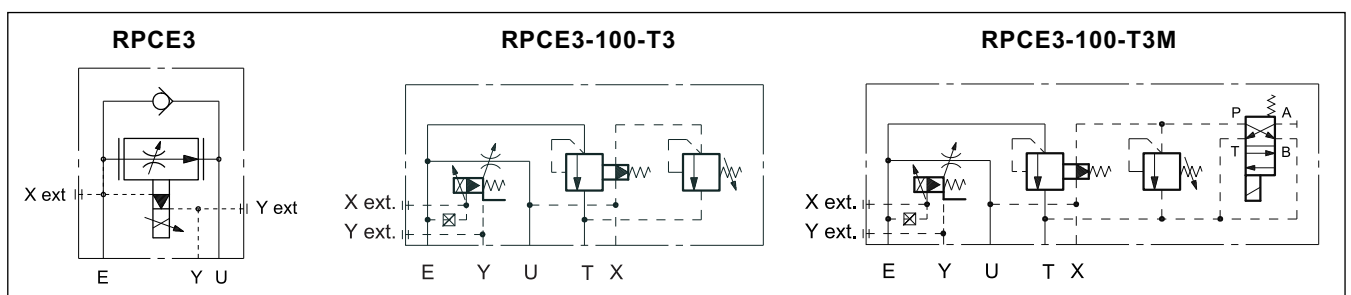 RPCE3
X ext
Y ext
E Y U
RPCE3-100-T3
X ext.
Y ext.
E Y U T X
RPCE3-100-T3M
P A
T B
X ext.
Y ext.
E Y U T X